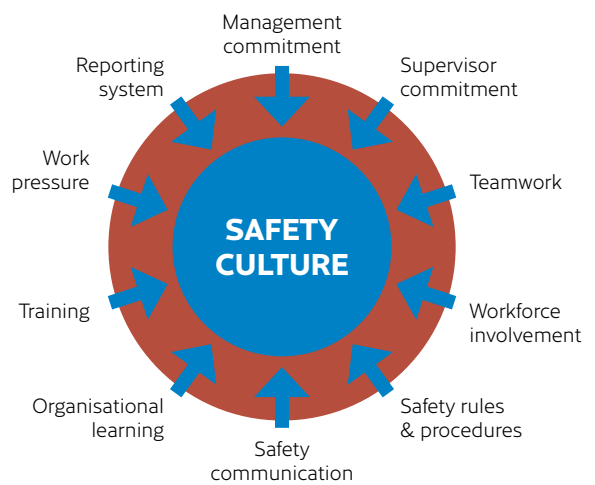 Management
commitment
Supervisor
commitment
Teamwork
Workforce
involvement
Safety rules
& procedures
Safety
communication
Organisational
learning
Training
Work
pressure
Reporting
system
SAFETY
CULTURE